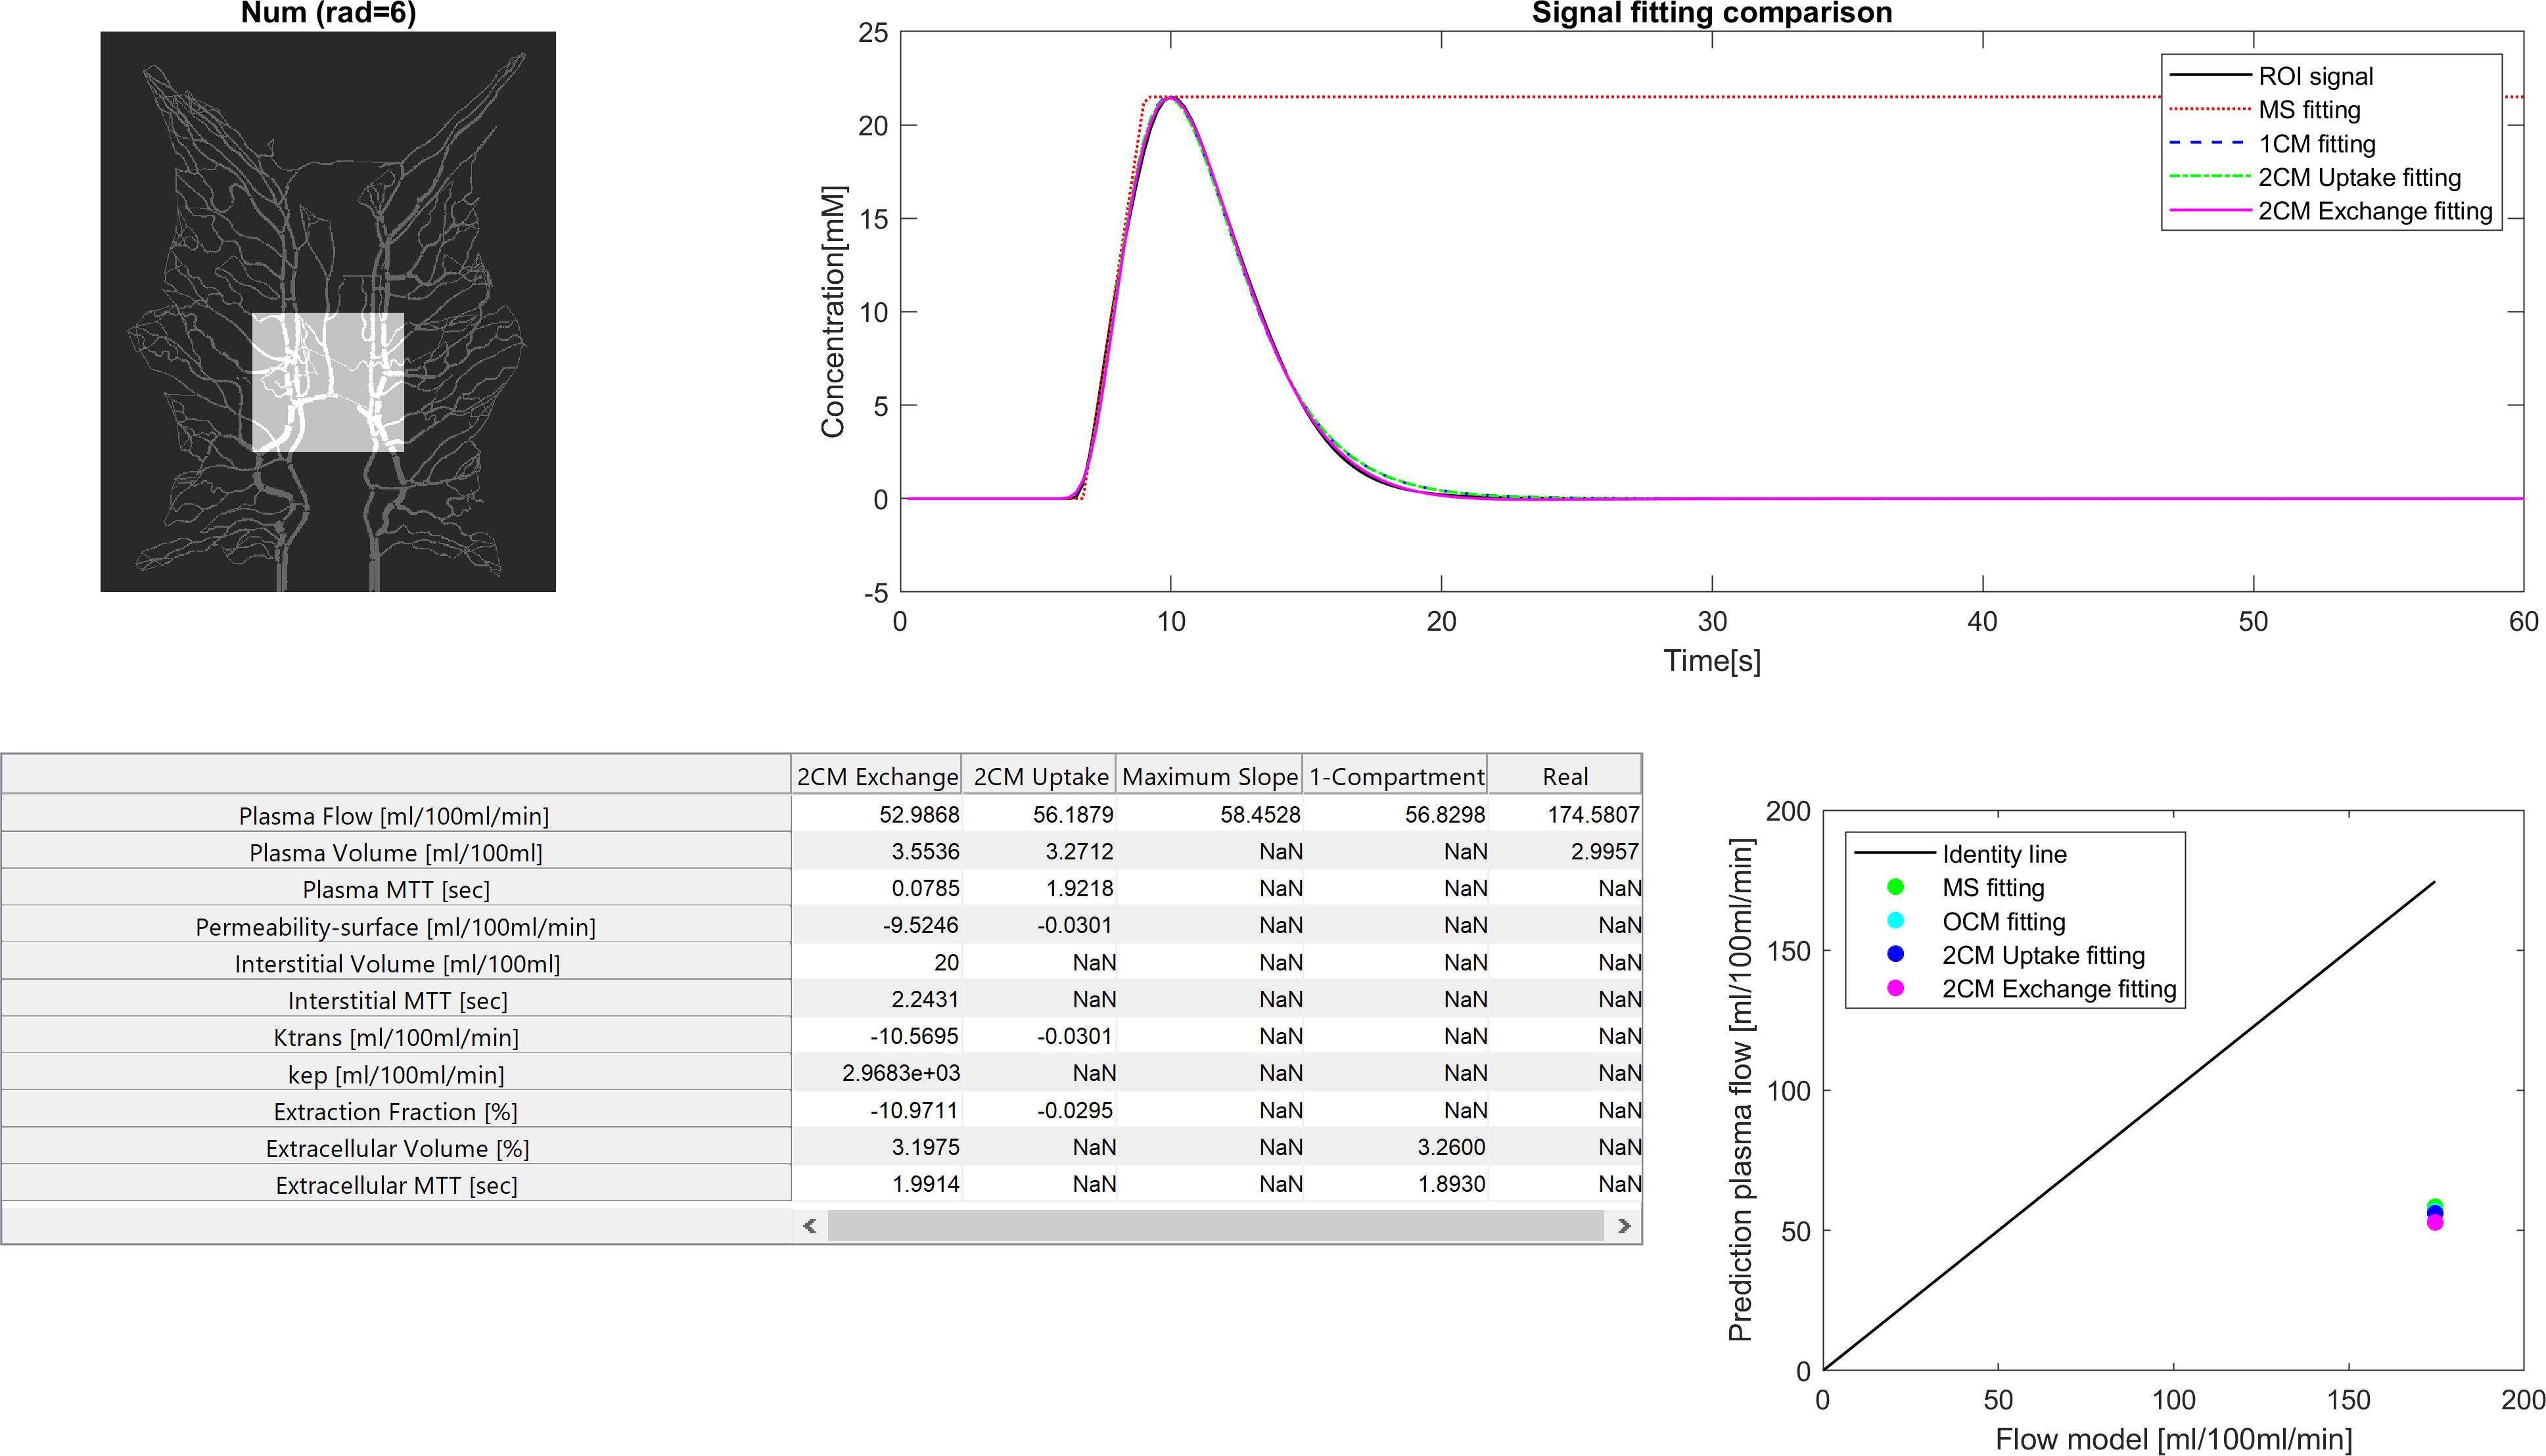 Num (rad=6)
Signal fitting comparison
25
20
15
10
5
0
-5
Concentration[mM]
0 10 20 30 40 50 60
Time[s]
ROI signal
MS fitting
1CM fitting
2CM Uptake fitting
2CM Exchange fitting
2CM Exchange 2CM Uptake Maximum Slope 1-Compartment Real
Plasma Flow [ml/100ml/min] 52.9868 56.1879 58.4528 56.8298 174.5807
Plasma Volume [ml/100ml] 3.5536 3.2712 NaN NaN 2.9957
Plasma MTT [sec] 0.0785 1.9218 NaN NaN NaN
Permeability-surface [ml/100ml/min] -9.5246 -0.0301 NaN NaN NaN
Interstitial Volume [ml/100ml] 20 NaN NaN NaN NaN
Interstitial MTT [sec] 2.2431 NaN NaN NaN NaN
Ktrans [ml/100ml/min] -10.5695 -0.0301 NaN NaN NaN
kep [ml/100ml/min] 2.9683e+03 NaN NaN NaN NaN
Extraction Fraction [%] -10.9711 -0.0295 NaN NaN NaN
Extracellular Volume [%] 3.1975 NaN NaN 3.2600 NaN
Extracellular MTT [sec] 1.9914 NaN NaN 1.8930 NaN
200
150
100
50
0
Prediction plasma flow [ml/100ml/min]
Identity line
MS fitting
OCM fitting
2CM Uptake fitting
2CM Exchange fitting
0 50 100 150 200
Flow model [ml/100ml/min]